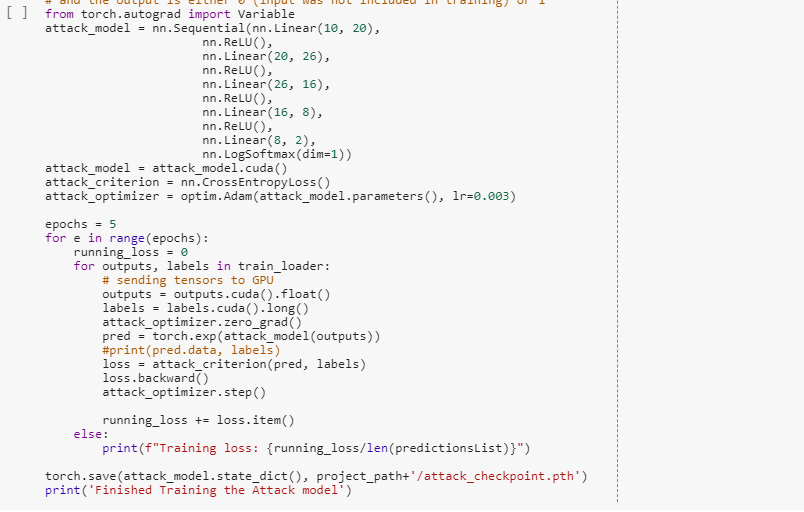 # and the output is either 0 (input was not included in training) or 1
[ ] from torch.autograd import Variable
attack_model = nn.Sequential(nn.Linear(10, 20),
nn.ReLU(),
nn.Linear(20, 26),
nn.ReLU(),
nn.Linear(26, 16),
nn.ReLU(),
nn.Linear(16, 8),
nn.ReLU(),
nn.Linear(8, 2),
nn.LogSoftmax(dim=1))
attack_model = attack_model.cuda()
attack_criterion = nn.CrossEntropyLoss()
attack_optimizer = optim.Adam(attack_model.parameters(), lr=0.003)
epochs = 5
for e in range(epochs):
running_loss = 0
for outputs, labels in train_loader:
# sending tensors to GPU
outputs = outputs.cuda().float()
labels = labels.cuda().long()
attack_optimizer.zero_grad()
pred = torch.exp(attack_model(outputs))
#print(pred.data, labels)
loss = attack_criterion(pred, labels)
loss.backward()
attack_optimizer.step()
running_loss += loss.item()
else:
print(f"Training loss: {running_loss/len(predictionsList)}")
torch.save(attack_model.state_dict(), project_path+'/attack_checkpoint.pth')
print('Finished Training the Attack model')